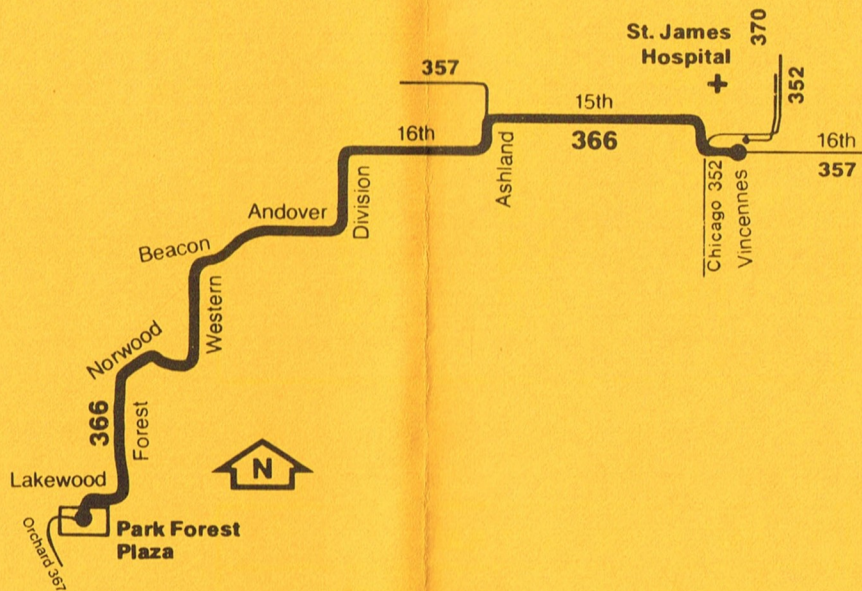 St. James
Hospital
370
352
357
15th
366
16th
16th
357
Ashland
Chicago 352
Vincennes
Division
Andover
Beacon
Western
Norwood
366
Forest
N
Lakewood
Park Forest
Plaza
Orchard 367